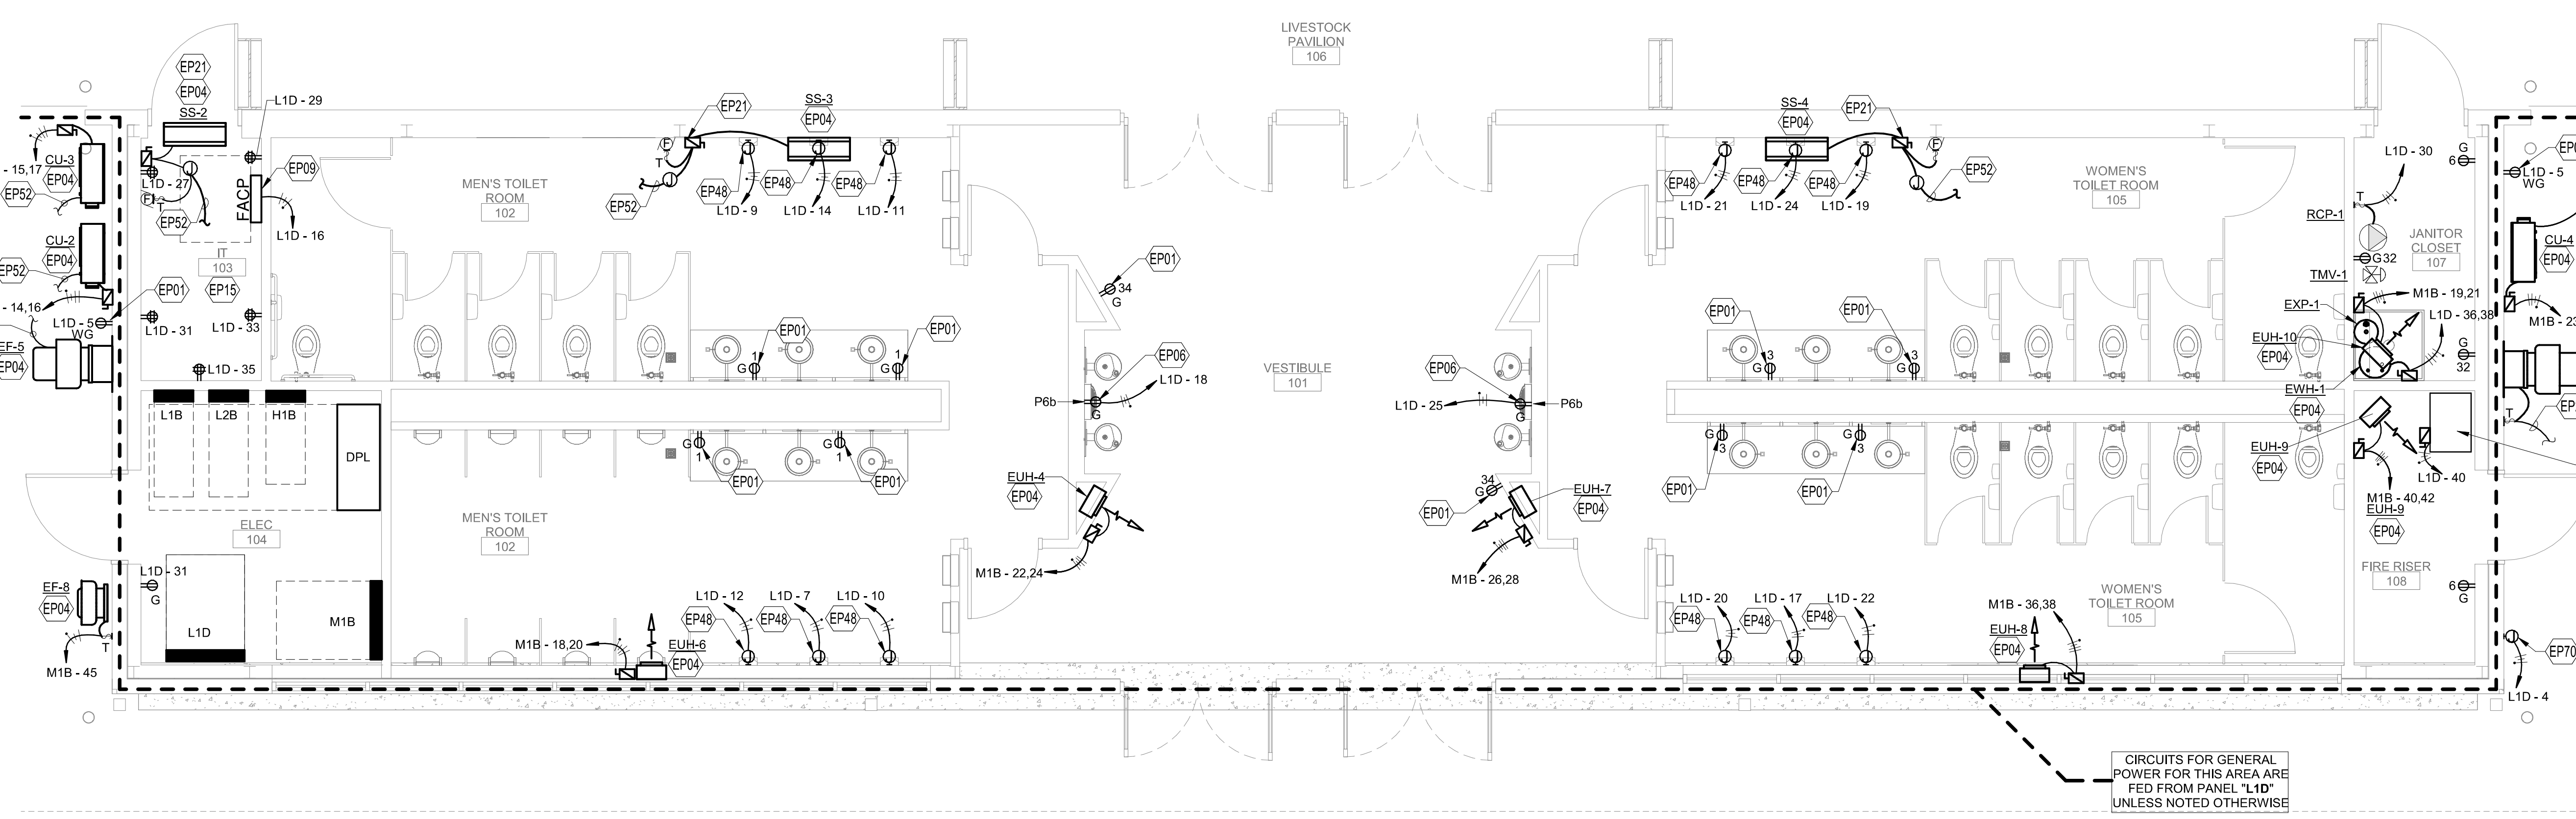 LIVESTOCK
PAVILION
106
EP21
EP04
SS-2
L1D - 29
EP21
SS-3
EP04
SS-4
EP04
EP21
CU-3
EP04
- 15,17
EP52
L1D - 27
F
T
EP52
FACP
EP09
L1D - 16
MEN'S TOILET
ROOM
102
F
T
EP52
EP48
EP48
EP48
L1D - 9
L1D - 14
L1D - 11
EP48
EP48
EP48
L1D - 21
L1D - 24
L1D - 19
F
EP52
WOMEN'S
TOILET ROOM
105
L1D - 30
G
6
L1D - 5
WG
T
RCP-1
JANITOR
CLOSET
107
G32
TMV-1
CU-4
EP04
CU-2
EP04
EP52
- 14,16
IT
103
EP15
EP01
L1D - 5
WG
L1D - 31
L1D - 33
L1D - 35
EF-5
EP04
EP01
34
G
EP01
1
G
EP01
1
G
EP01
3
G
EP01
3
G
EXP-1
M1B - 19,21
L1D - 36,38
EUH-10
EP04
G
32
EWH-1
EP04
M1B - 23
VESTIBULE
101
EP06
L1D - 18
P6b
G
EP06
L1D - 25
P6b
G
L1B
L2B
H1B
DPL
G
1
EP01
G
1
EP01
G
3
EP01
G
3
EP01
EUH-9
EP04
T
L1D - 40
M1B - 40,42
EUH-9
EP04
EUH-4
EP04
34
G
EP01
EUH-7
EP04
MEN'S TOILET
ROOM
102
ELEC
104
M1B - 22,24
M1B - 26,28
FIRE RISER
108
6
G
EF-8
EP04
L1D - 31
G
L1D
M1B
T
M1B - 45
L1D - 12
L1D - 7
L1D - 10
EP48
EP48
EP48
M1B - 18,20
EUH-6
EP04
L1D - 20
L1D - 17
L1D - 22
EP48
EP48
EP48
M1B - 36,38
EUH-8
EP04
WOMEN'S
TOILET ROOM
105
EP70
L1D - 4
CIRCUITS FOR GENERAL
POWER FOR THIS AREA ARE
FED FROM PANEL "L1D"
UNLESS NOTED OTHERWISE